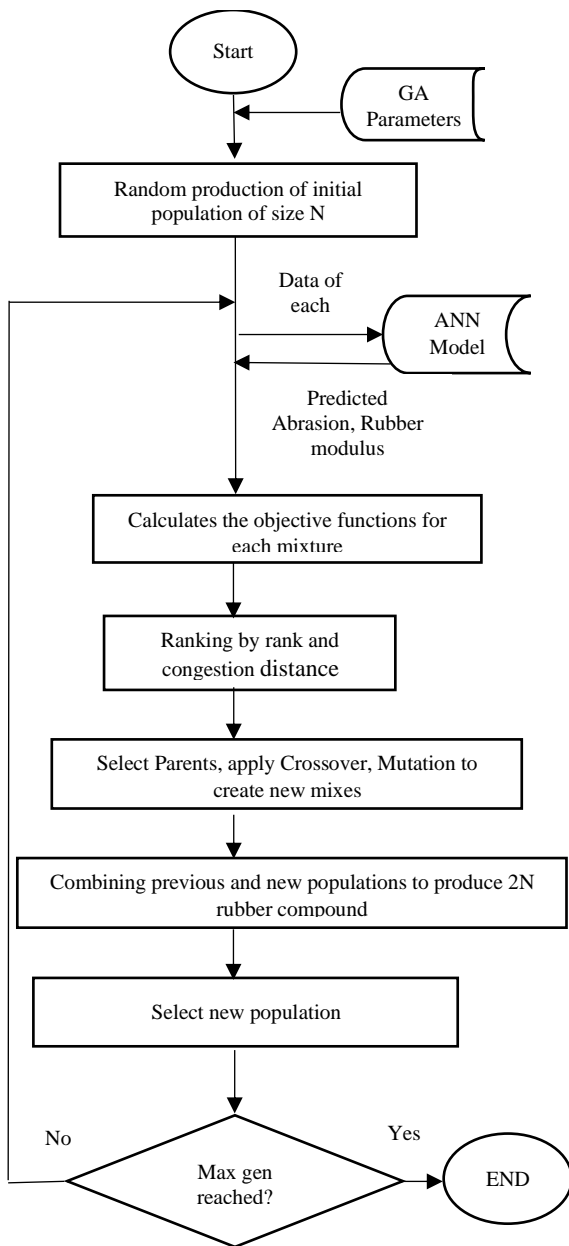 Start
GA
Parameters
Random production of initial
population of size N
Data of
each
ANN
Model
Predicted
Abrasion, Rubber
modulus
Calculates the objective functions for
each mixture
Ranking by rank and
congestion distance
Select Parents, apply Crossover, Mutation to
create new mixes
Combining previous and new populations to produce 2N
rubber compound
Select new population
No
Yes
Max gen
reached?
END